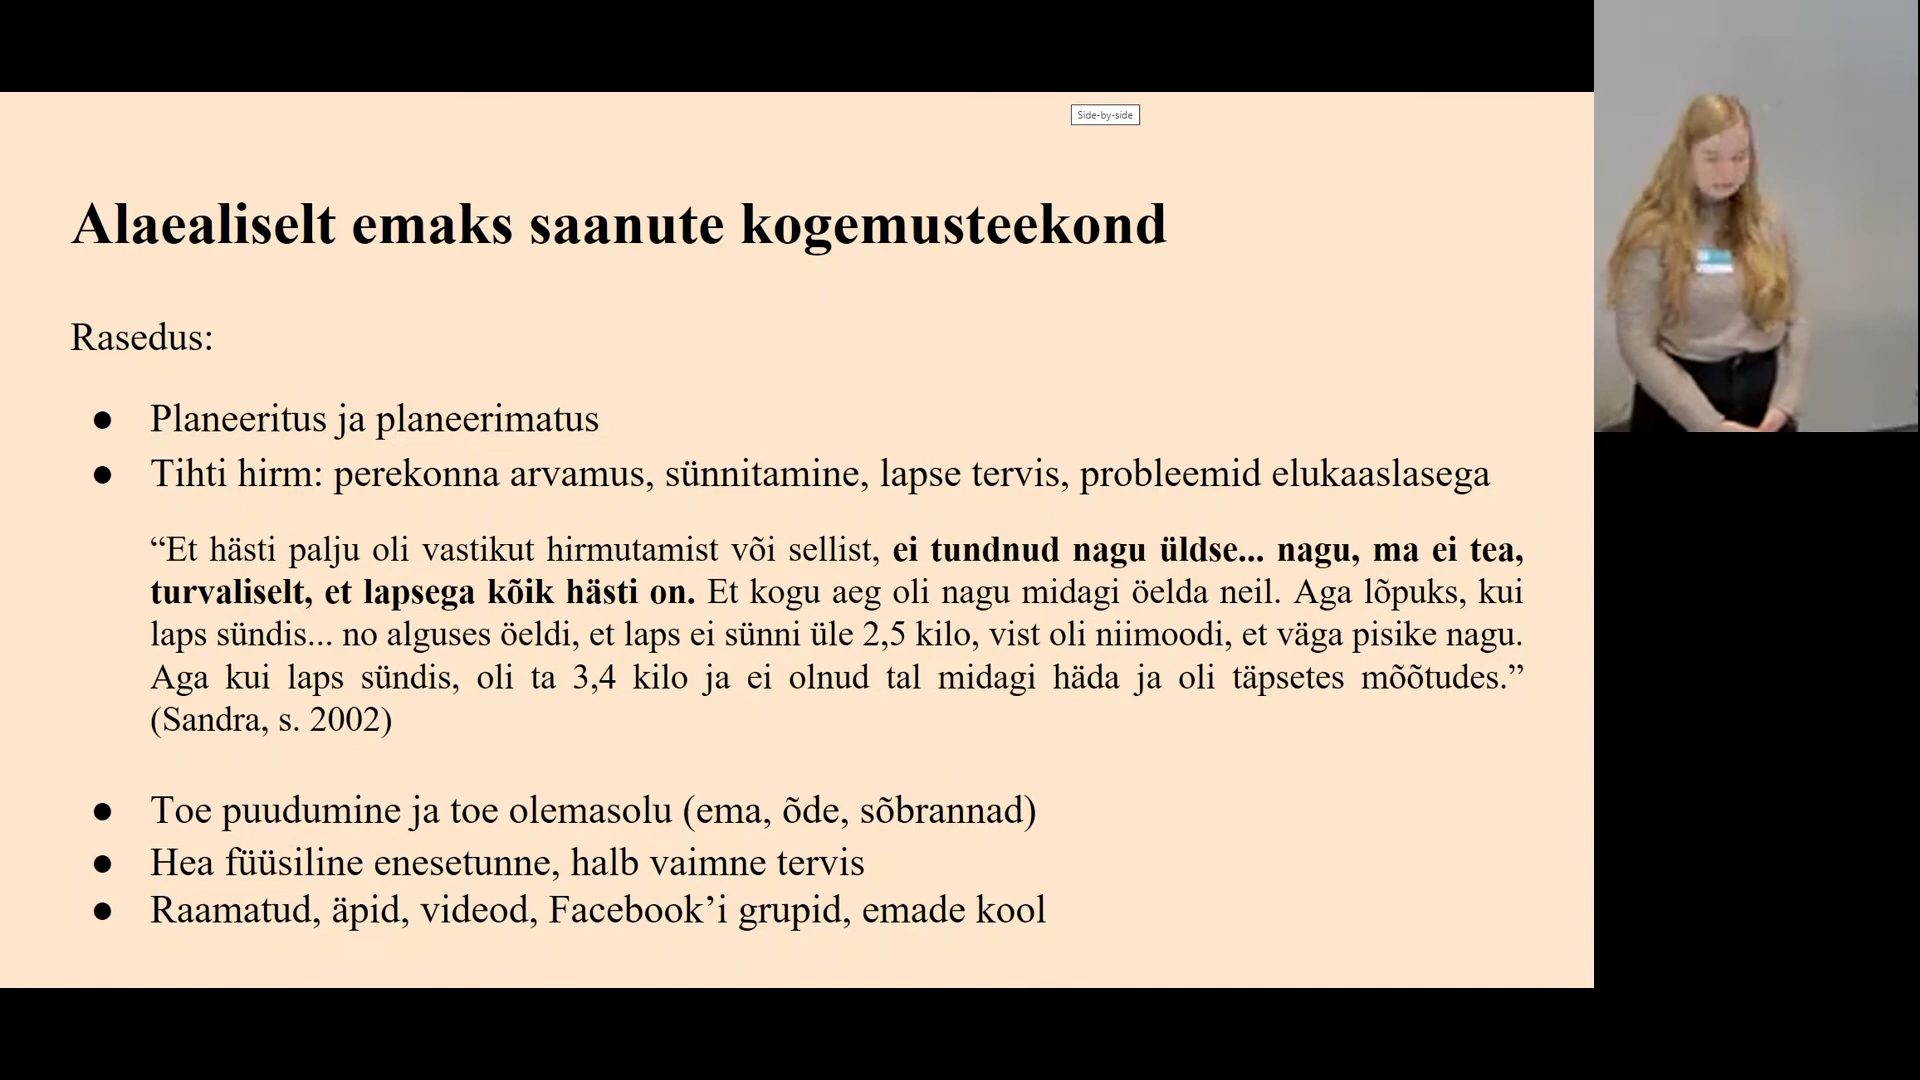 Side-by-side
Alaealiselt emaks saanute kogemusteekond
Rasedus:
● Planeeritus ja planeerimatus
● Tihti hirm: perekonna arvamus, sünnitamine, lapse tervis, probleemid elukaaslasega
“Et hästi palju oli vastikut hirmutamist või sellist, ei tundnud nagu üldse... nagu, ma ei tea,
turvaliselt, et lapsega kõik hästi on. Et kogu aeg oli nagu midagi öelda neil. Aga lõpuks, kui
laps sündis... no alguses öeldi, et laps ei sünni üle 2,5 kilo, vist oli niimoodi, et väga pisike nagu.
Aga kui laps sündis, oli ta 3,4 kilo ja ei olnud tal midagi häda ja oli täpsetes mõõtudes.”
(Sandra, s. 2002)
● Toe puudumine ja toe olemasolu (ema, õde, sõbrannad)
● Hea füüsiline enesetunne, halb vaimne tervis
● Raamatud, äpid, videod, Facebook’i grupid, emade kool